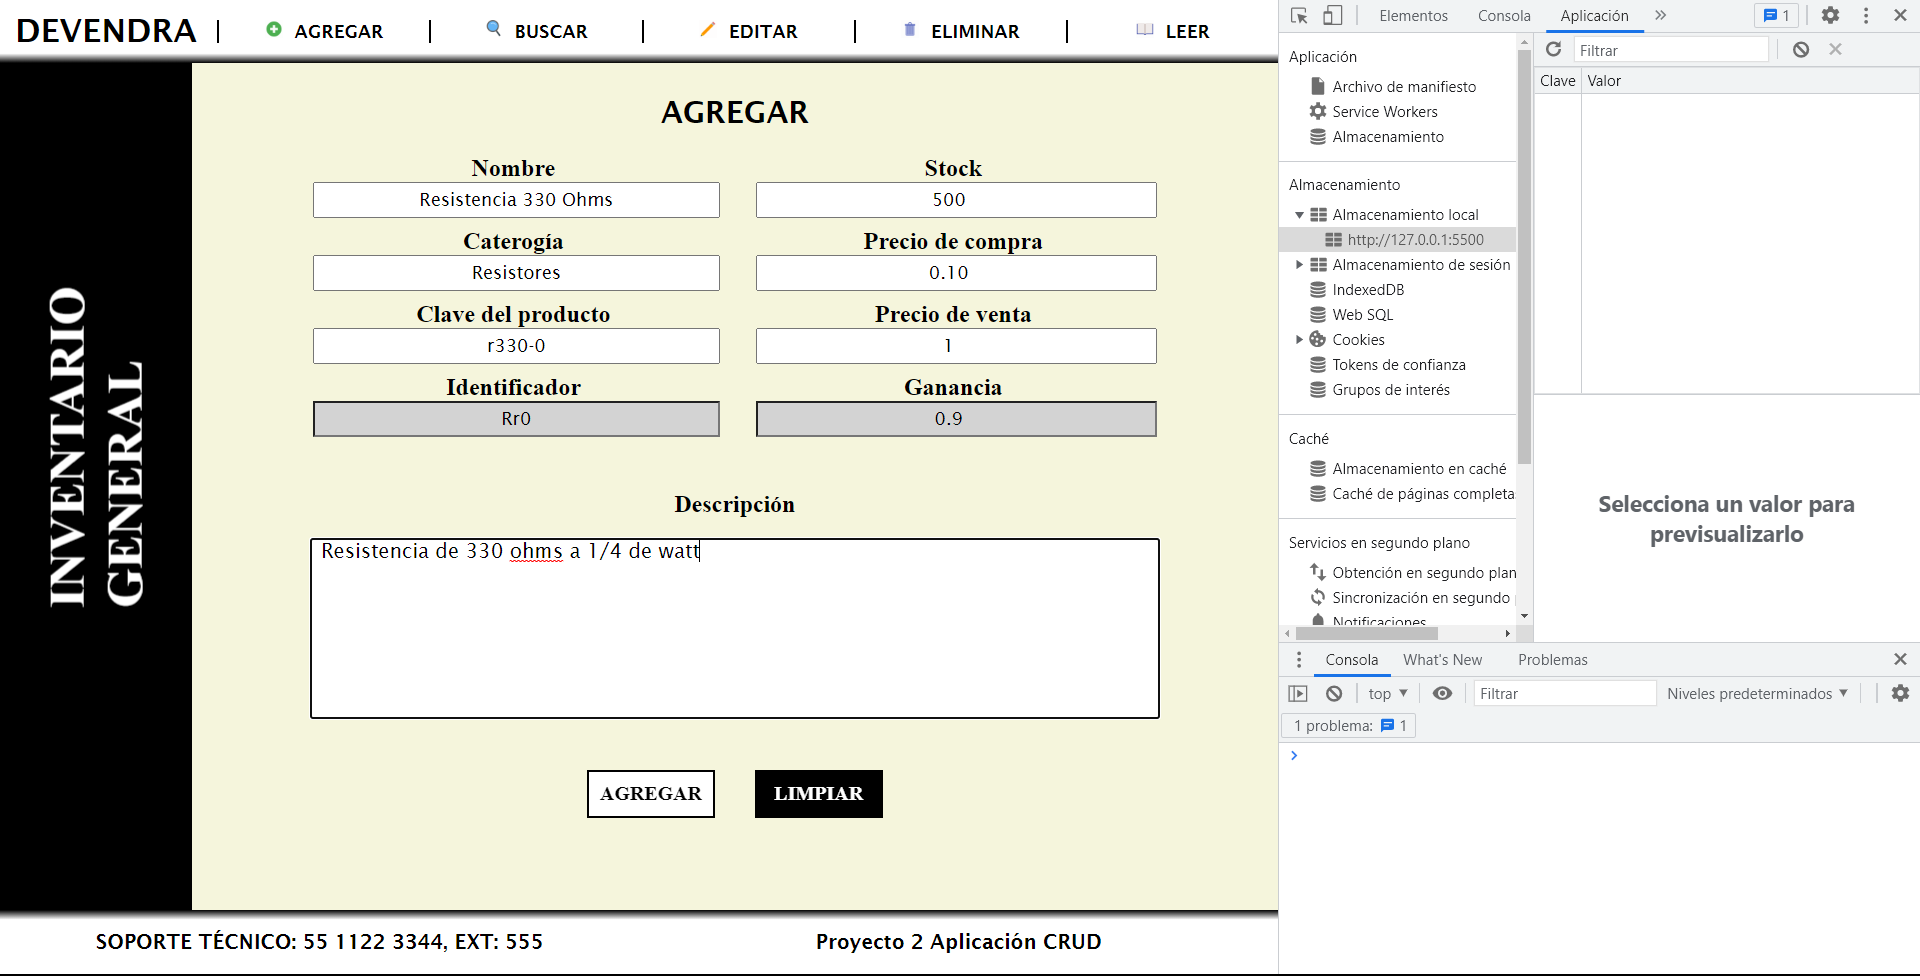 DEVENDRA
AGREGAR
BUSCAR
EDITAR
ELIMINAR
LEER
INVENTARIO
GENERAL
AGREGAR
Nombre
Resistencia 330 Ohms
Stock
500
Caterogía
Resistores
Precio de compra
0.10
Clave del producto
r330-0
Precio de venta
1
Identificador
Rr0
Ganancia
0.9
Descripción
Resistencia de 330 ohms a 1/4 de watt
AGREGAR
LIMPIAR
SOPORTE TÉCNICO: 55 1122 3344, EXT: 555
Proyecto 2 Aplicación CRUD
Elementos
Consola
Aplicación
1
Aplicación
Archivo de manifiesto
Service Workers
Almacenamiento
Almacenamiento
Almacenamiento local
http://127.0.0.1:5500
Almacenamiento de sesión
IndexedDB
Web SQL
Cookies
Tokens de confianza
Grupos de interés
Caché
Almacenamiento en caché
Caché de páginas completa
Servicios en segundo plano
Obtención en segundo plan
Sincronización en segundo
Notificaciones
Filtrar
Clave
Valor
Selecciona un valor para
previsualizarlo
Consola
What's New
Problemas
top
Filtrar
Niveles predeterminados
1 problema:
1